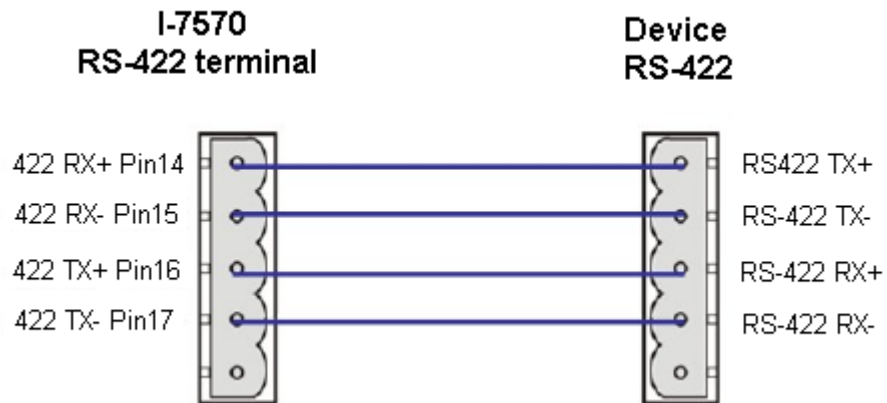 I-7570
RS-422 terminal
Device
RS-422
422 RX+ Pin14
RS422 TX+
422 RX- Pin15
RS-422 TX-
422 TX+ Pin16
RS-422 RX+
422 TX- Pin17
RS-422 RX-